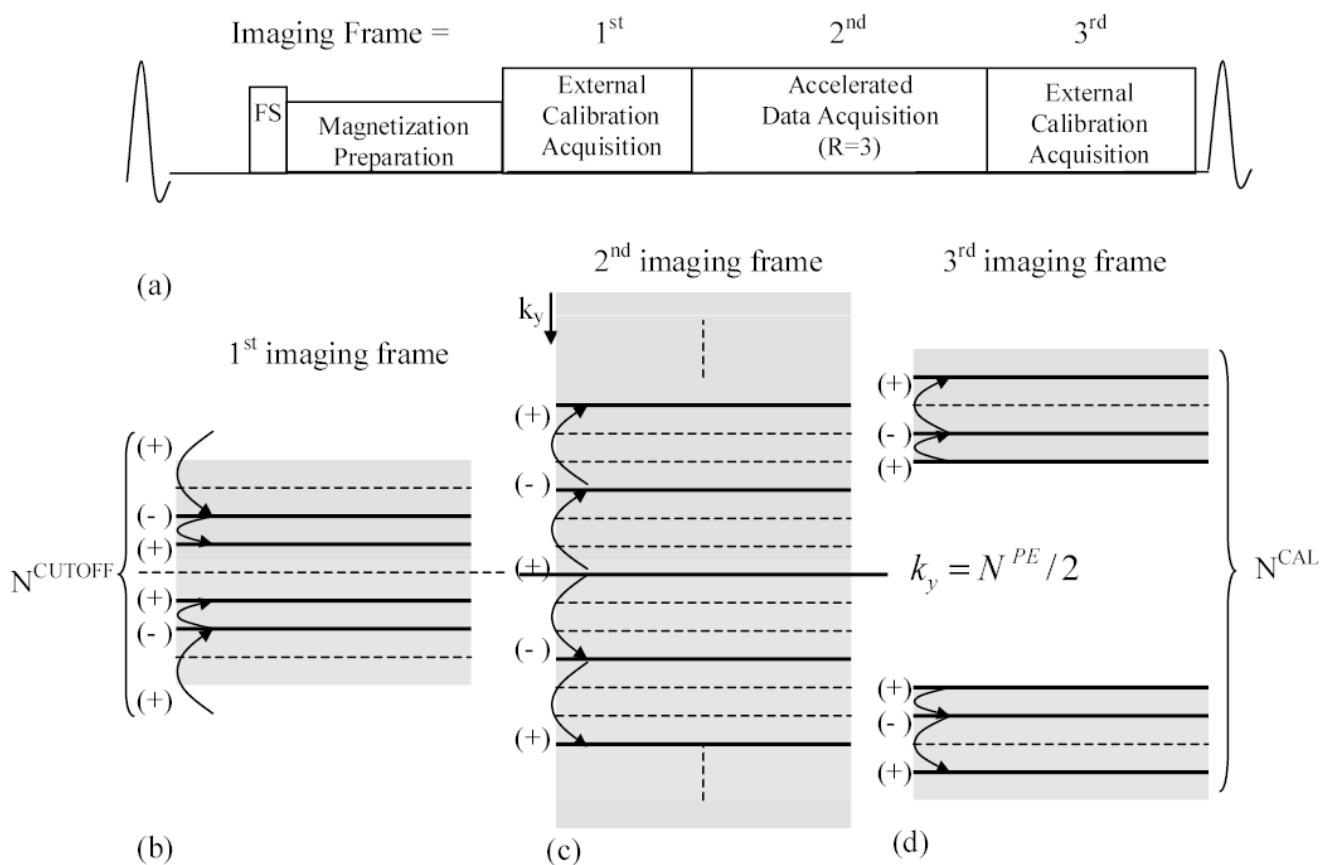 Imaging Frame = 1st 2nd 3rd
FS
Magnetization
Preparation
External
Calibration
Acquisition
Accelerated
Data Acquisition
(R=3)
External
Calibration
Acquisition
(a)
1st imaging frame
(+)
(-)
(+)
NCUTOFF
(+)
(-)
(+)
(b)
2nd imaging frame
ky
(+)
(-)
(+)
(-)
(+)
(c)
3rd imaging frame
(+)
(-)
(+)
ky = NPE/2
NCAL
(+)
(-)
(+)
(d)